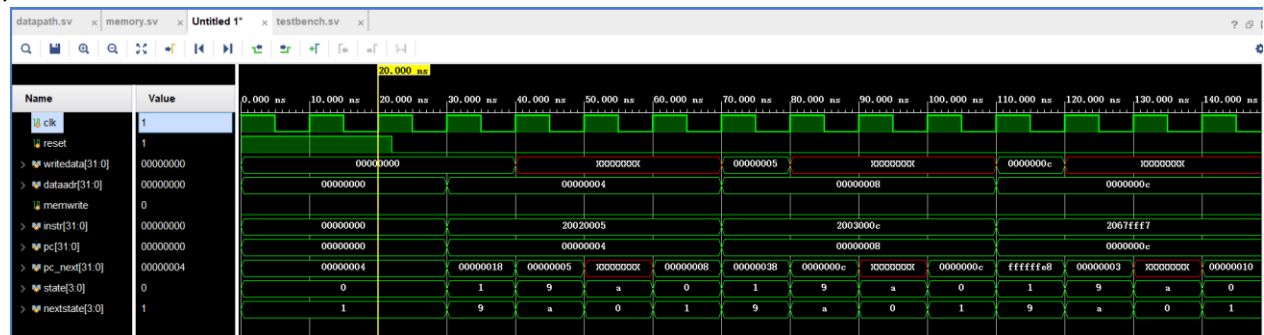 datapath.sv × memory.sv × Untitled 1* × testbench.sv ×
20.000 ns
Name Value 0.000 ns 10.000 ns 20.000 ns 30.000 ns 40.000 ns 50.000 ns 60.000 ns 70.000 ns 80.000 ns 90.000 ns 100.000 ns 110.000 ns 120.000 ns 130.000 ns 140.000 ns
clk 1
reset 1
writedata[31:0] 00000000 00000000 XXXXXXXX 00000005 XXXXXXXX 0000000c XXXXXXXX
dataadr[31:0] 00000000 00000000 00000004 00000008 0000000c
memwrite 0
instr[31:0] 00000000 00000000 20020005 2003000c 2067fff7
pc[31:0] 00000000 00000000 00000004 00000008 0000000c
pc_next[31:0] 00000004 00000004 00000018 00000005 XXXXXXXX 00000008 00000038 0000000c XXXXXXXX 0000000c ffffffe8 00000003 XXXXXXXX 00000010
state[3:0] 0 0 1 9 a 0 1 9 a 0 1 9 a 0
nextstate[3:0] 1 1 9 a 0 1 9 a 0 1 9 a 0 1